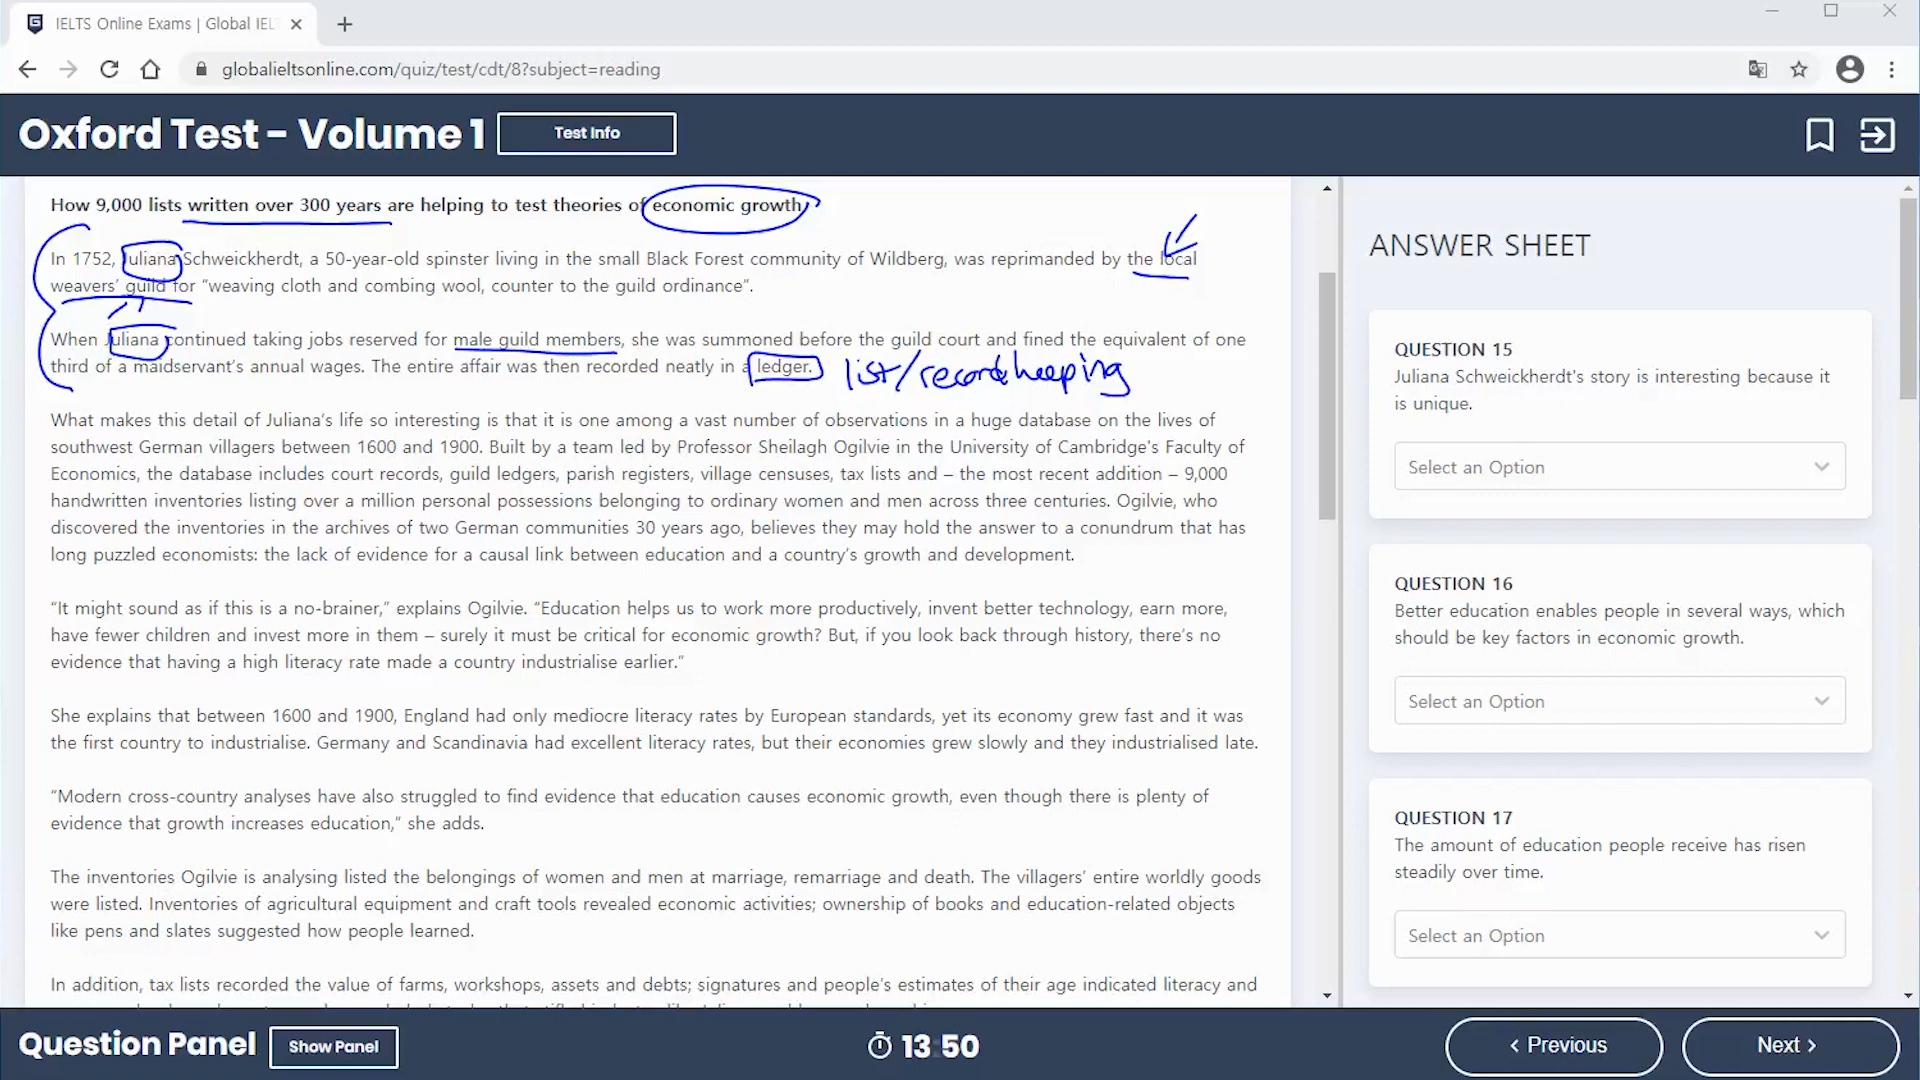 IELTS Online Exams | Global IEL
globalieltsonline.com/quiz/test/cdt/8?subject=reading
Oxford Test - Volume 1
Test Info
How 9,000 lists written over 300 years are helping to test theories of economic growth
In 1752, Juliana Schweickherdt, a 50-year-old spinster living in the small Black Forest community of Wildberg, was reprimanded by the local
weavers' guild for “weaving cloth and combing wool, counter to the guild ordinance”.
When Juliana continued taking jobs reserved for male guild members, she was summoned before the guild court and fined the equivalent of one
third of a maidservant's annual wages. The entire affair was then recorded neatly in a ledger.
list/recordkeeping
What makes this detail of Juliana's life so interesting is that it is one among a vast number of observations in a huge database on the lives of
southwest German villagers between 1600 and 1900. Built by a team led by Professor Sheilagh Ogilvie in the University of Cambridge's Faculty of
Economics, the database includes court records, guild ledgers, parish registers, village censuses, tax lists and – the most recent addition – 9,000
handwritten inventories listing over a million personal possessions belonging to ordinary women and men across three centuries. Ogilvie, who
discovered the inventories in the archives of two German communities 30 years ago, believes they may hold the answer to a conundrum that has
long puzzled economists: the lack of evidence for a causal link between education and a country's growth and development.
“It might sound as if this is a no-brainer,” explains Ogilvie. “Education helps us to work more productively, invent better technology, earn more,
have fewer children and invest more in them – surely it must be critical for economic growth? But, if you look back through history, there's no
evidence that having a high literacy rate made a country industrialise earlier.”
She explains that between 1600 and 1900, England had only mediocre literacy rates by European standards, yet its economy grew fast and it was
the first country to industrialise. Germany and Scandinavia had excellent literacy rates, but their economies grew slowly and they industrialised late.
“Modern cross-country analyses have also struggled to find evidence that education causes economic growth, even though there is plenty of
evidence that growth increases education,” she adds.
The inventories Ogilvie is analysing listed the belongings of women and men at marriage, remarriage and death. The villagers' entire worldly goods
were listed. Inventories of agricultural equipment and craft tools revealed economic activities; ownership of books and education-related objects
like pens and slates suggested how people learned.
In addition, tax lists recorded the value of farms, workshops, assets and debts; signatures and people's estimates of their age indicated literacy and
ANSWER SHEET
QUESTION 15
Juliana Schweickherdt's story is interesting because it
is unique.
Select an Option
QUESTION 16
Better education enables people in several ways, which
should be key factors in economic growth.
Select an Option
QUESTION 17
The amount of education people receive has risen
steadily over time.
Select an Option
Question Panel
Show Panel
13:50
‹ Previous
Next ›